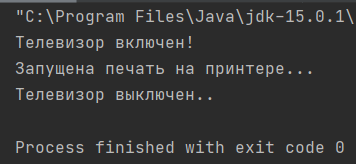 "C:\Program Files\Java\jdk-15.0.1\
Телевизор включен!
Запущена печать на принтере...
Телевизор выключен..
Process finished with exit code 0